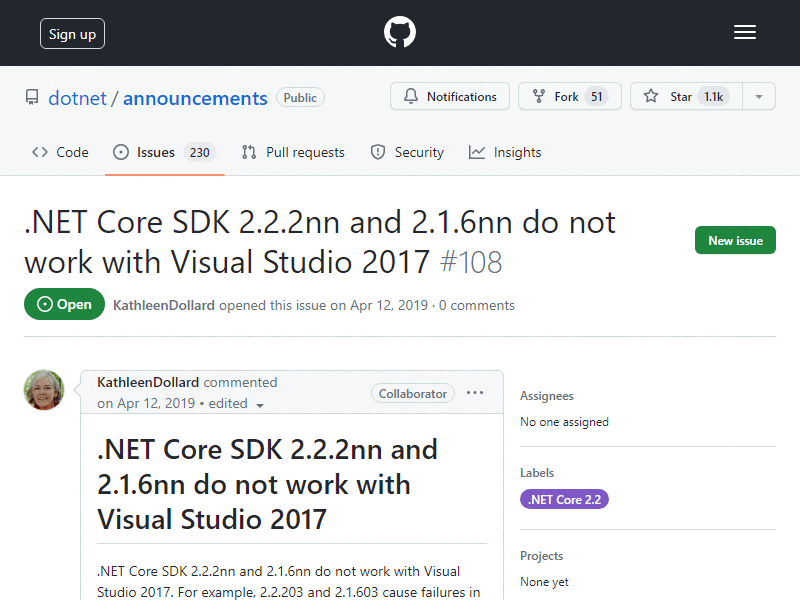 Sign up
dotnet / announcements Public
Notifications Fork 51 Star 1.1k
Code Issues 230 Pull requests Security Insights
.NET Core SDK 2.2.2nn and 2.1.6nn do not
work with Visual Studio 2017 #108
New issue
Open KathleenDollard opened this issue on Apr 12, 2019 · 0 comments
KathleenDollard commented
on Apr 12, 2019 • edited
Collaborator
.NET Core SDK 2.2.2nn and
2.1.6nn do not work with
Visual Studio 2017
.NET Core SDK 2.2.2nn and 2.1.6nn do not work with Visual
Studio 2017. For example, 2.2.203 and 2.1.603 cause failures in
Assignees
No one assigned
Labels
.NET Core 2.2
Projects
None yet